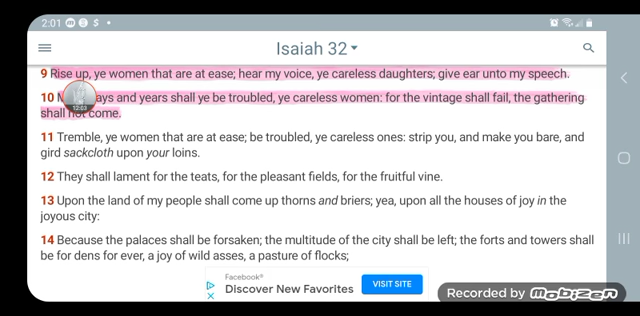 2:01
Isaiah 32
9 Rise up, ye women that are at ease; hear my voice, ye careless daughters; give ear unto my speech.
10 days and years shall ye be troubled, ye careless women: for the vintage shall fail, the gathering
shall not come.
12:03
11 Tremble, ye women that are at ease; be troubled, ye careless ones: strip you, and make you bare, and
gird sackcloth upon your loins.
12 They shall lament for the teats, for the pleasant fields, for the fruitful vine.
13 Upon the land of my people shall come up thorns and briers; yea, upon all the houses of joy in the
joyous city:
14 Because the palaces shall be forsaken; the multitude of the city shall be left; the forts and towers shall
be for dens for ever, a joy of wild asses, a pasture of flocks;
Facebook®
Discover New Favorites
VISIT SITE
Recorded by Mobizen